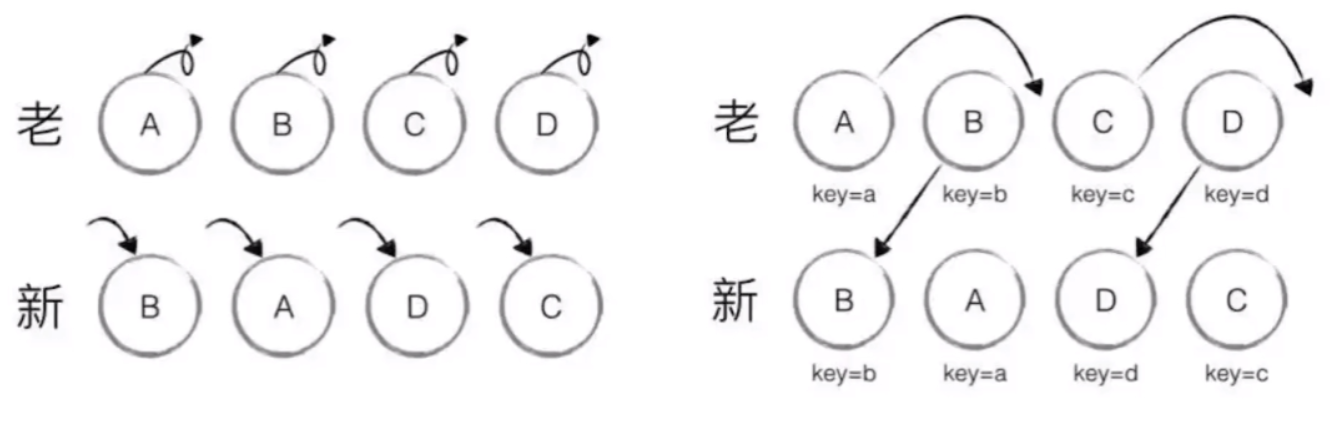 老 A B C D
新 B A D C
老 A B C D
key=a key=b key=c key=d
新 B A D C
key=b key=a key=d key=c